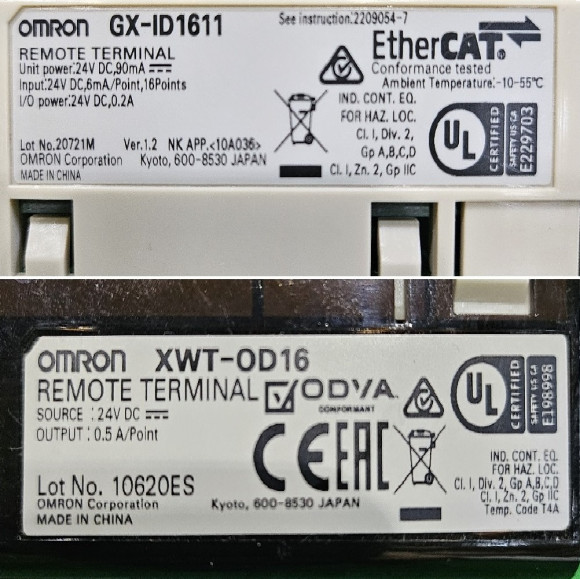 omron GX-ID1611
See instruction:2209054-7
REMOTE TERMINAL
Unit power:24V DC,90mA
Input:24V DC,6mA/Point,16Points
I/O power:24V DC,0.2A
EtherCAT®
Conformance tested
Ambient Temperature:-10-55°C
IND. CONT. EQ.
FOR HAZ. LOC.
Cl. I, Div. 2,
Gp A,B,C,D
Cl. I, Zn. 2, Gp IIC
UL CERTIFIED
SAFETY US CA
E229703
Lot No.20721M Ver.1.2 NK APP.<10A036>
OMRON Corporation Kyoto, 600-8530 JAPAN
MADE IN CHINA
omron XWT-OD16
REMOTE TERMINAL
SOURCE :24V DC
OUTPUT : 0.5 A/Point
ODVA
CONFORMANT
UL CERTIFIED
SAFETY US CA
E198998
CE EAC
IND. CONT. EQ.
FOR HAZ. LOC.
Cl. I, Div. 2, Gp A,B,C,D
Cl. I, Zn. 2, Gp IIC
Temp. Code T4A
Lot No. 10620ES
OMRON Corporation Kyoto, 600-8530 JAPAN
MADE IN CHINA